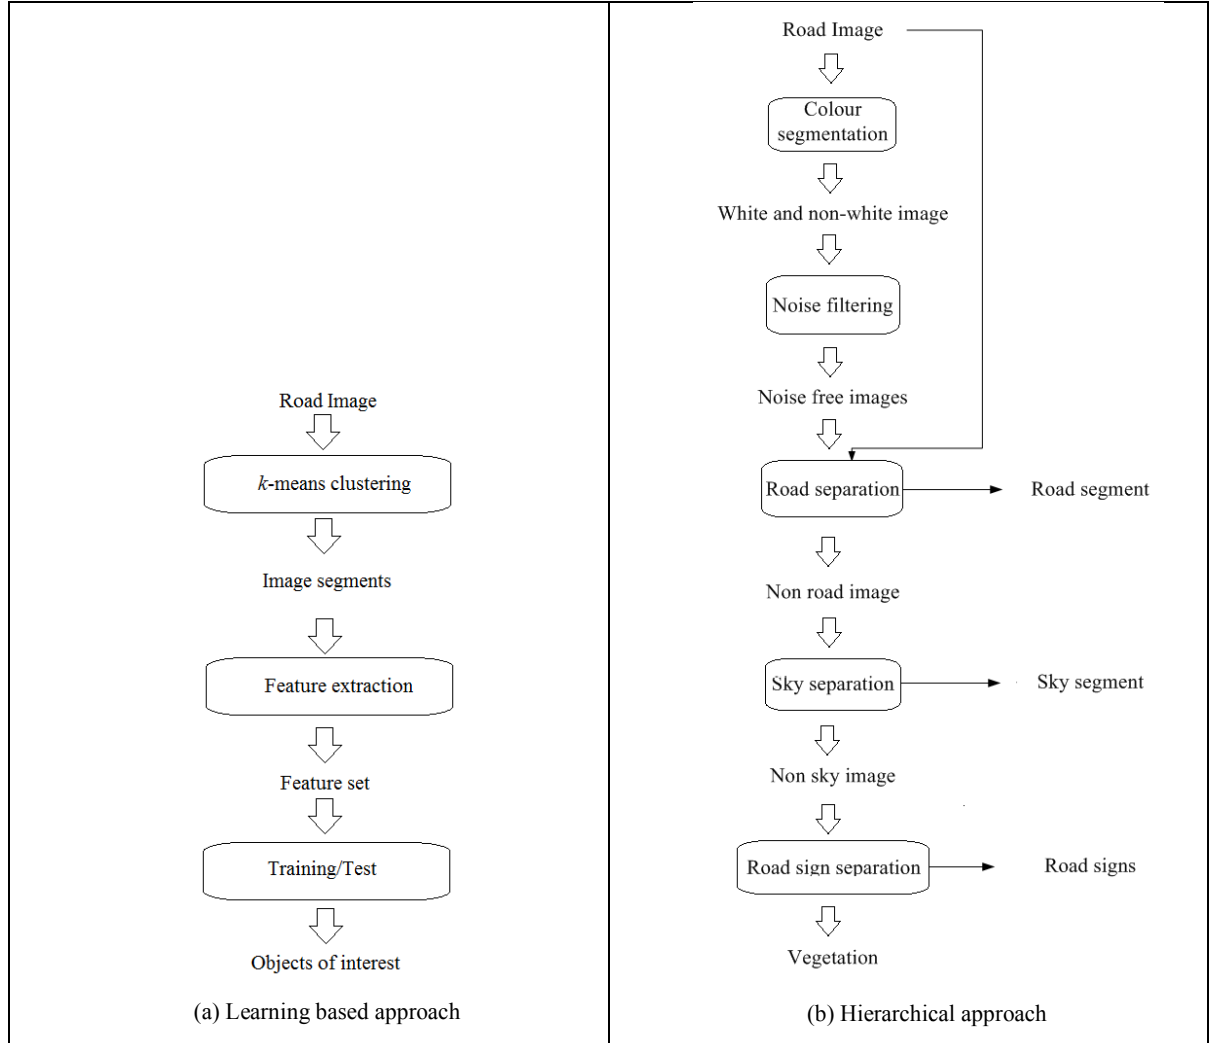 Road Image
k-means clustering
Image segments
Feature extraction
Feature set
Training/Test
Objects of interest
(a) Learning based approach
Road Image
Colour
segmentation
White and non-white image
Noise filtering
Noise free images
Road separation
Road segment
Non road image
Sky separation
Sky segment
Non sky image
Road sign separation
Road signs
Vegetation
(b) Hierarchical approach